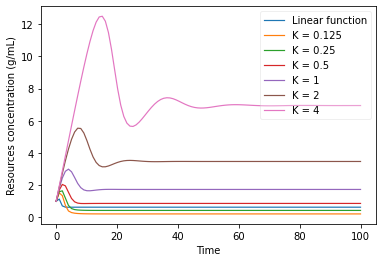 Linear function
K = 0.125
K = 0.25
K = 0.5
K = 1
K = 2
K = 4
Resources concentration (g/mL)
12
10
8
6
4
2
0
0 20 40 60 80 100
Time